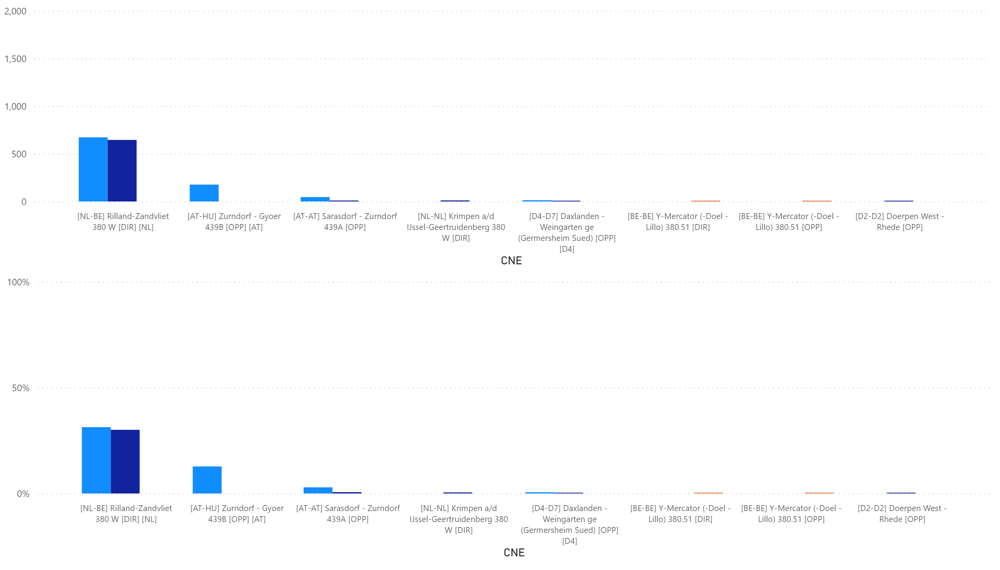 2,000
1,500
1,000
500
0
[NL-BE] Rilland-Zandvliet
380 W [DIR] [NL]
[AT-HU] Zurndorf - Gyoer
439B [OPP] [AT]
[AT-AT] Sarasdorf - Zurndorf
439A [OPP]
[NL-NL] Krimpen a/d
IJssel-Geertruidenberg 380
W [DIR]
[D4-D7] Daxlanden -
Weingarten ge
(Germersheim Sued) [OPP]
[D4]
[BE-BE] Y-Mercator (-Doel -
Lillo) 380.51 [DIR]
[BE-BE] Y-Mercator (-Doel -
Lillo) 380.51 [OPP]
[D2-D2] Doerpen West -
Rhede [OPP]
CNE
100%
50%
0%
[NL-BE] Rilland-Zandvliet
380 W [DIR] [NL]
[AT-HU] Zurndorf - Gyoer
439B [OPP] [AT]
[AT-AT] Sarasdorf - Zurndorf
439A [OPP]
[NL-NL] Krimpen a/d
IJssel-Geertruidenberg 380
W [DIR]
[D4-D7] Daxlanden -
Weingarten ge
(Germersheim Sued) [OPP]
[D4]
[BE-BE] Y-Mercator (-Doel -
Lillo) 380.51 [DIR]
[BE-BE] Y-Mercator (-Doel -
Lillo) 380.51 [OPP]
[D2-D2] Doerpen West -
Rhede [OPP]
CNE